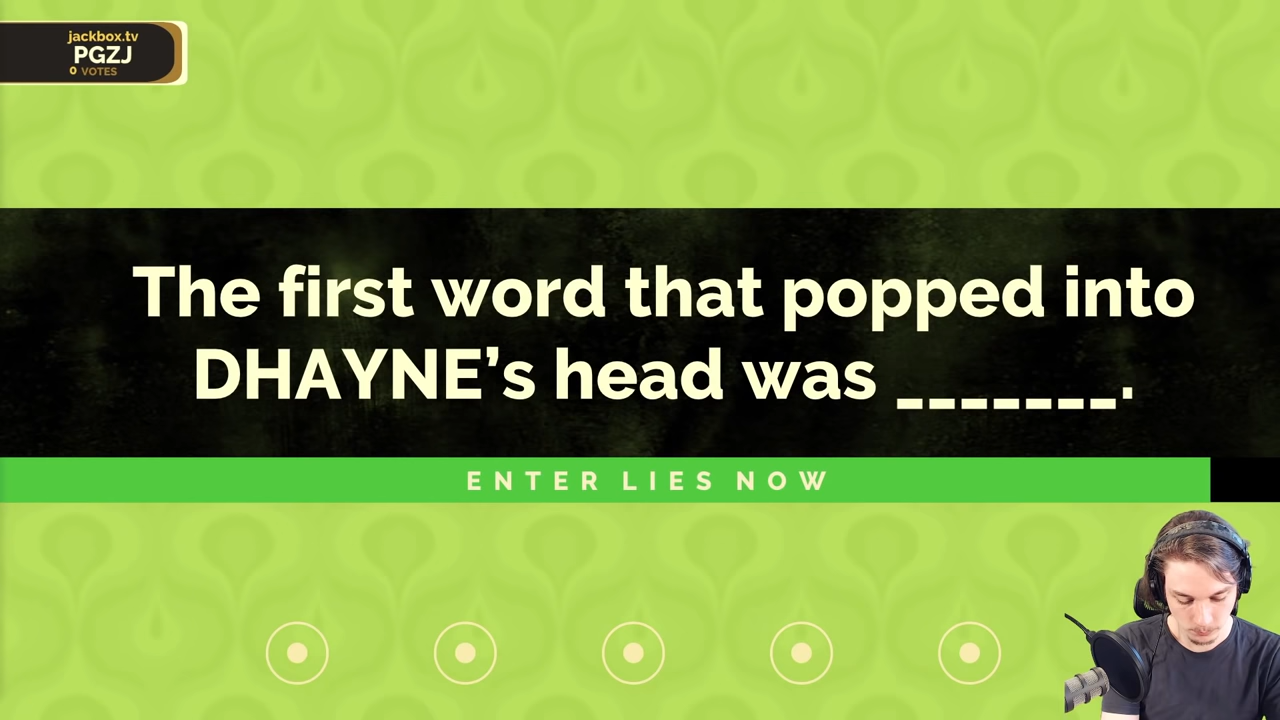 jackbox.tv
PGZJ
0 VOTES
The first word that popped into
DHAYNE’s head was _______.
ENTER LIES NOW